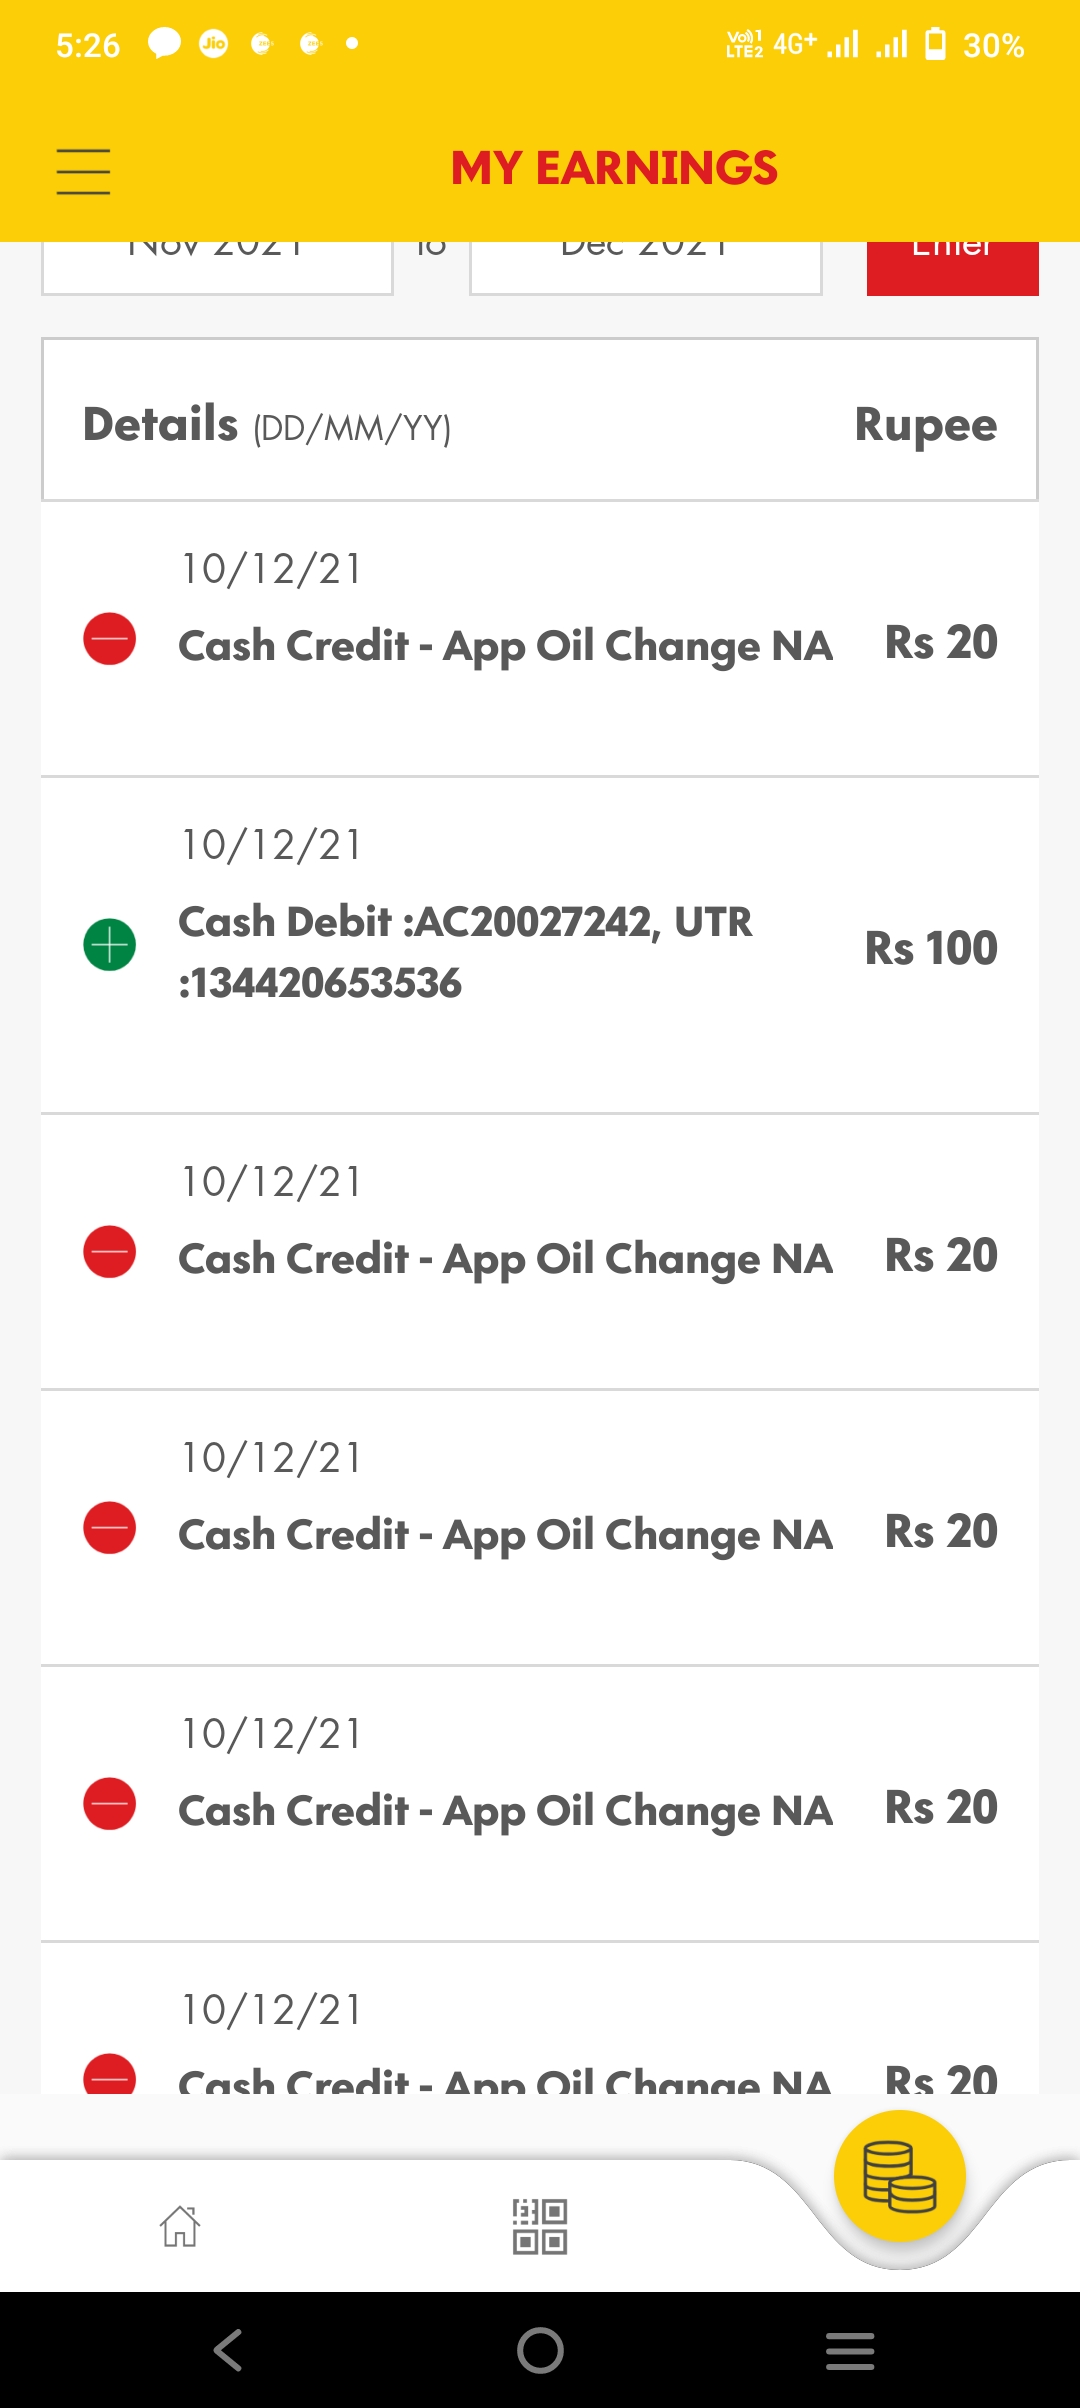 5:26 Jio Vo))1 LTE2 4G+ 30%
MY EARNINGS
Nov 2021 To Dec 2021 Enter
Details (DD/MM/YY) Rupee
10/12/21
Cash Credit - App Oil Change NA Rs 20
10/12/21
Cash Debit :AC20027242, UTR
:134420653536 Rs 100
10/12/21
Cash Credit - App Oil Change NA Rs 20
10/12/21
Cash Credit - App Oil Change NA Rs 20
10/12/21
Cash Credit - App Oil Change NA Rs 20
10/12/21
Cash Credit - App Oil Change NA Rs 20